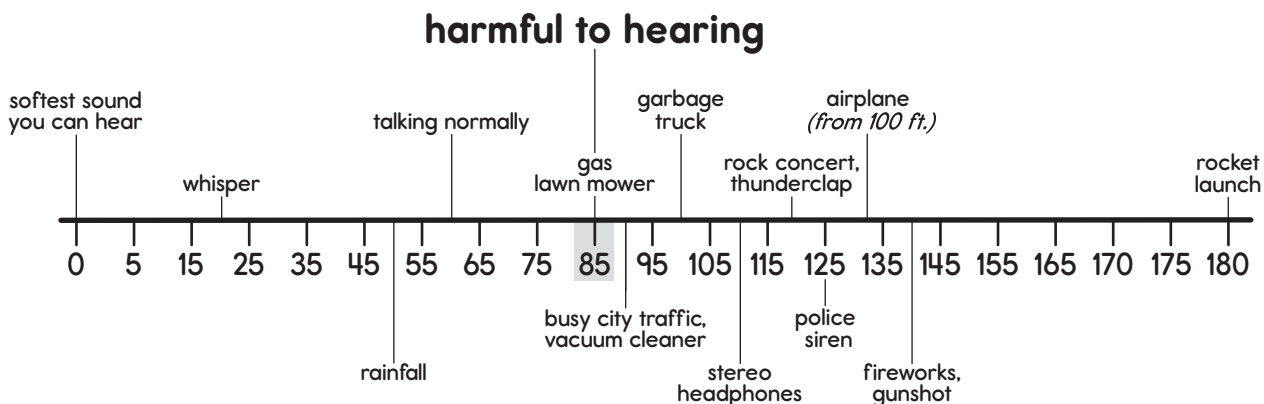 harmful to hearing
softest sound
you can hear
whisper
talking normally
gas
lawn mower
garbage
truck
rock concert,
thunderclap
airplane
(from 100 ft.)
rocket
launch
0 5 15 25 35 45 55 65 75 85 95 105 115 125 135 145 155 165 170 175 180
rainfall
busy city traffic,
vacuum cleaner
stereo
headphones
police
siren
fireworks,
gunshot